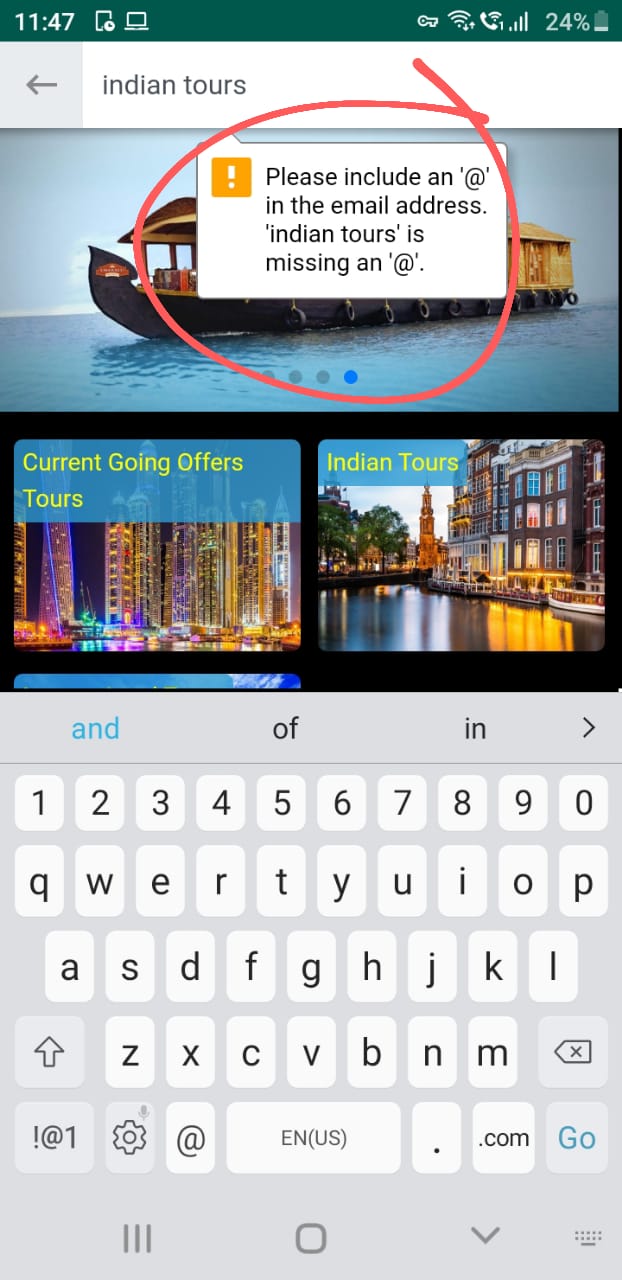 11:47 24%
indian tours
Please include an '@'
in the email address.
'indian tours' is
missing an '@'.
Current Going Offers
Tours
Indian Tours
and of in
1 2 3 4 5 6 7 8 9 0
q w e r t y u i o p
a s d f g h j k l
z x c v b n m
!@1 @ EN(US) . .com Go